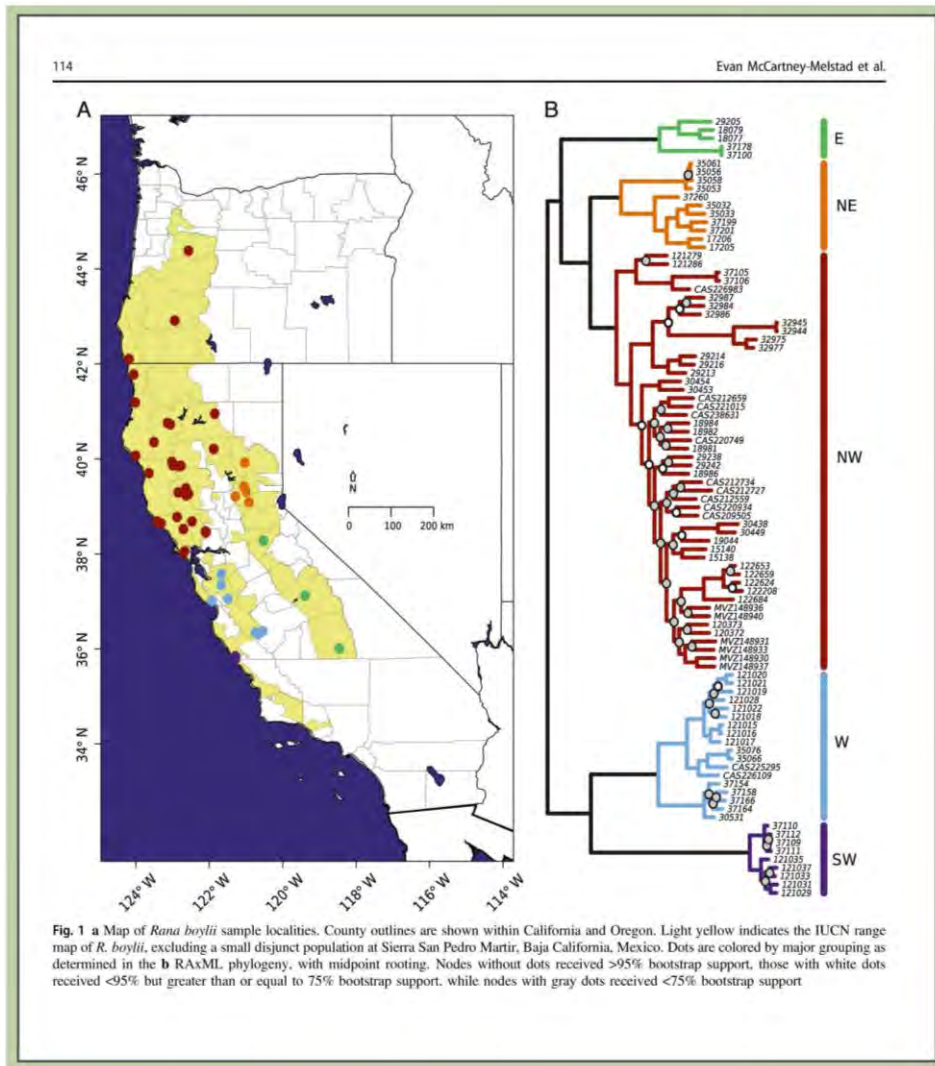 114
Evan McCartney-Melstad et al.
A
46° N
44° N
42° N
40° N
38° N
36° N
34° N
124° W
122° W
120° W
118° W
116° W
114° W
N
0 100 200 km
B
29205
18079
18077
37178
37100
35061
35056
35058
35053
37260
35032
35033
37199
37201
17206
17205
121279
121286
37105
37106
CAS226983
32987
32984
32986
32945
32944
32975
32977
29214
29216
29213
30454
30453
CAS212659
CAS221015
CAS238631
18984
18982
CAS220749
18981
29238
29242
18986
CAS212734
CAS212727
CAS212559
CAS220934
CAS209505
30438
30449
19044
15140
15138
122653
122659
122624
122208
122684
MVZ148936
MVZ148940
120373
120372
MVZ148931
MVZ148933
MVZ148930
MVZ148937
121020
121021
121019
121028
121022
121018
121015
121016
121017
35076
35066
CAS225295
CAS226109
37154
37158
37166
37164
30531
37110
37112
37109
37111
121035
121037
121033
121031
121029
E
NE
NW
W
SW
Fig. 1 a Map of Rana boylii sample localities. County outlines are shown within California and Oregon. Light yellow indicates the IUCN range
map of R. boylii, excluding a small disjunct population at Sierra San Pedro Martir, Baja California, Mexico. Dots are colored by major grouping as
determined in the b RAxML phylogeny, with midpoint rooting. Nodes without dots received >95% bootstrap support, those with white dots
received <95% but greater than or equal to 75% bootstrap support, while nodes with gray dots received <75% bootstrap support